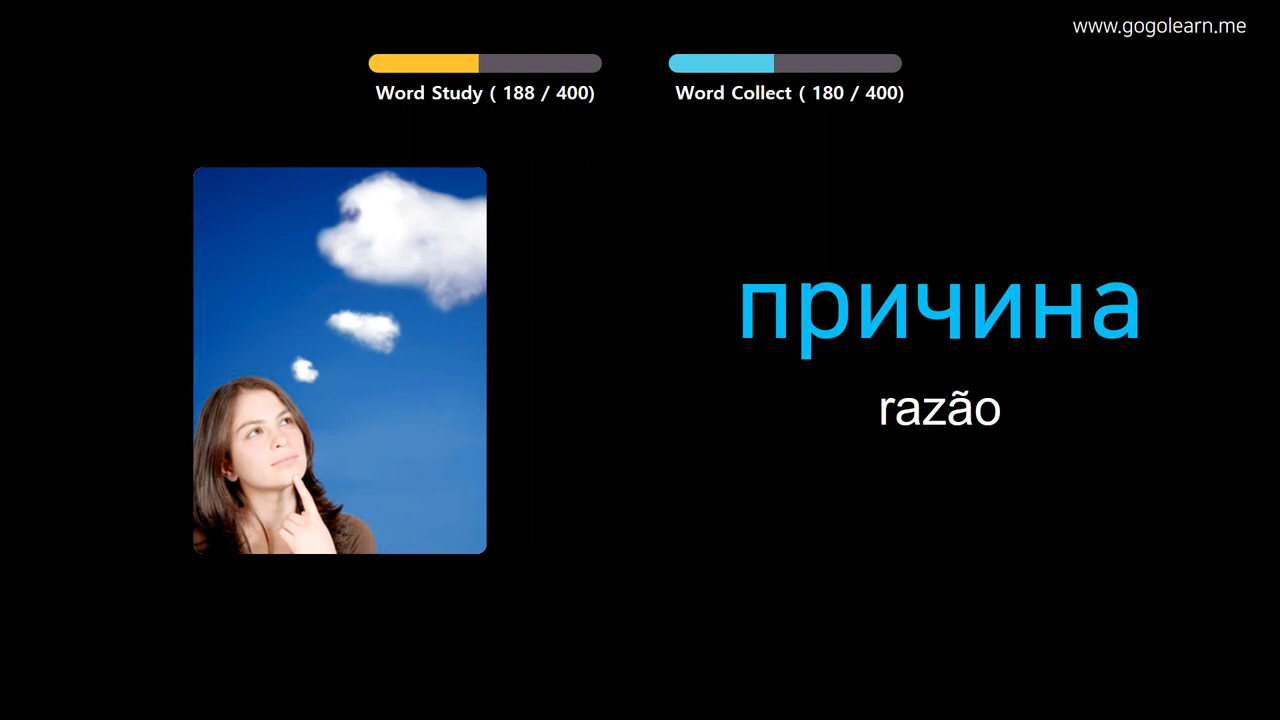 www.gogolearn.me
Word Study ( 188 / 400)
Word Collect ( 180 / 400)
причина
razão